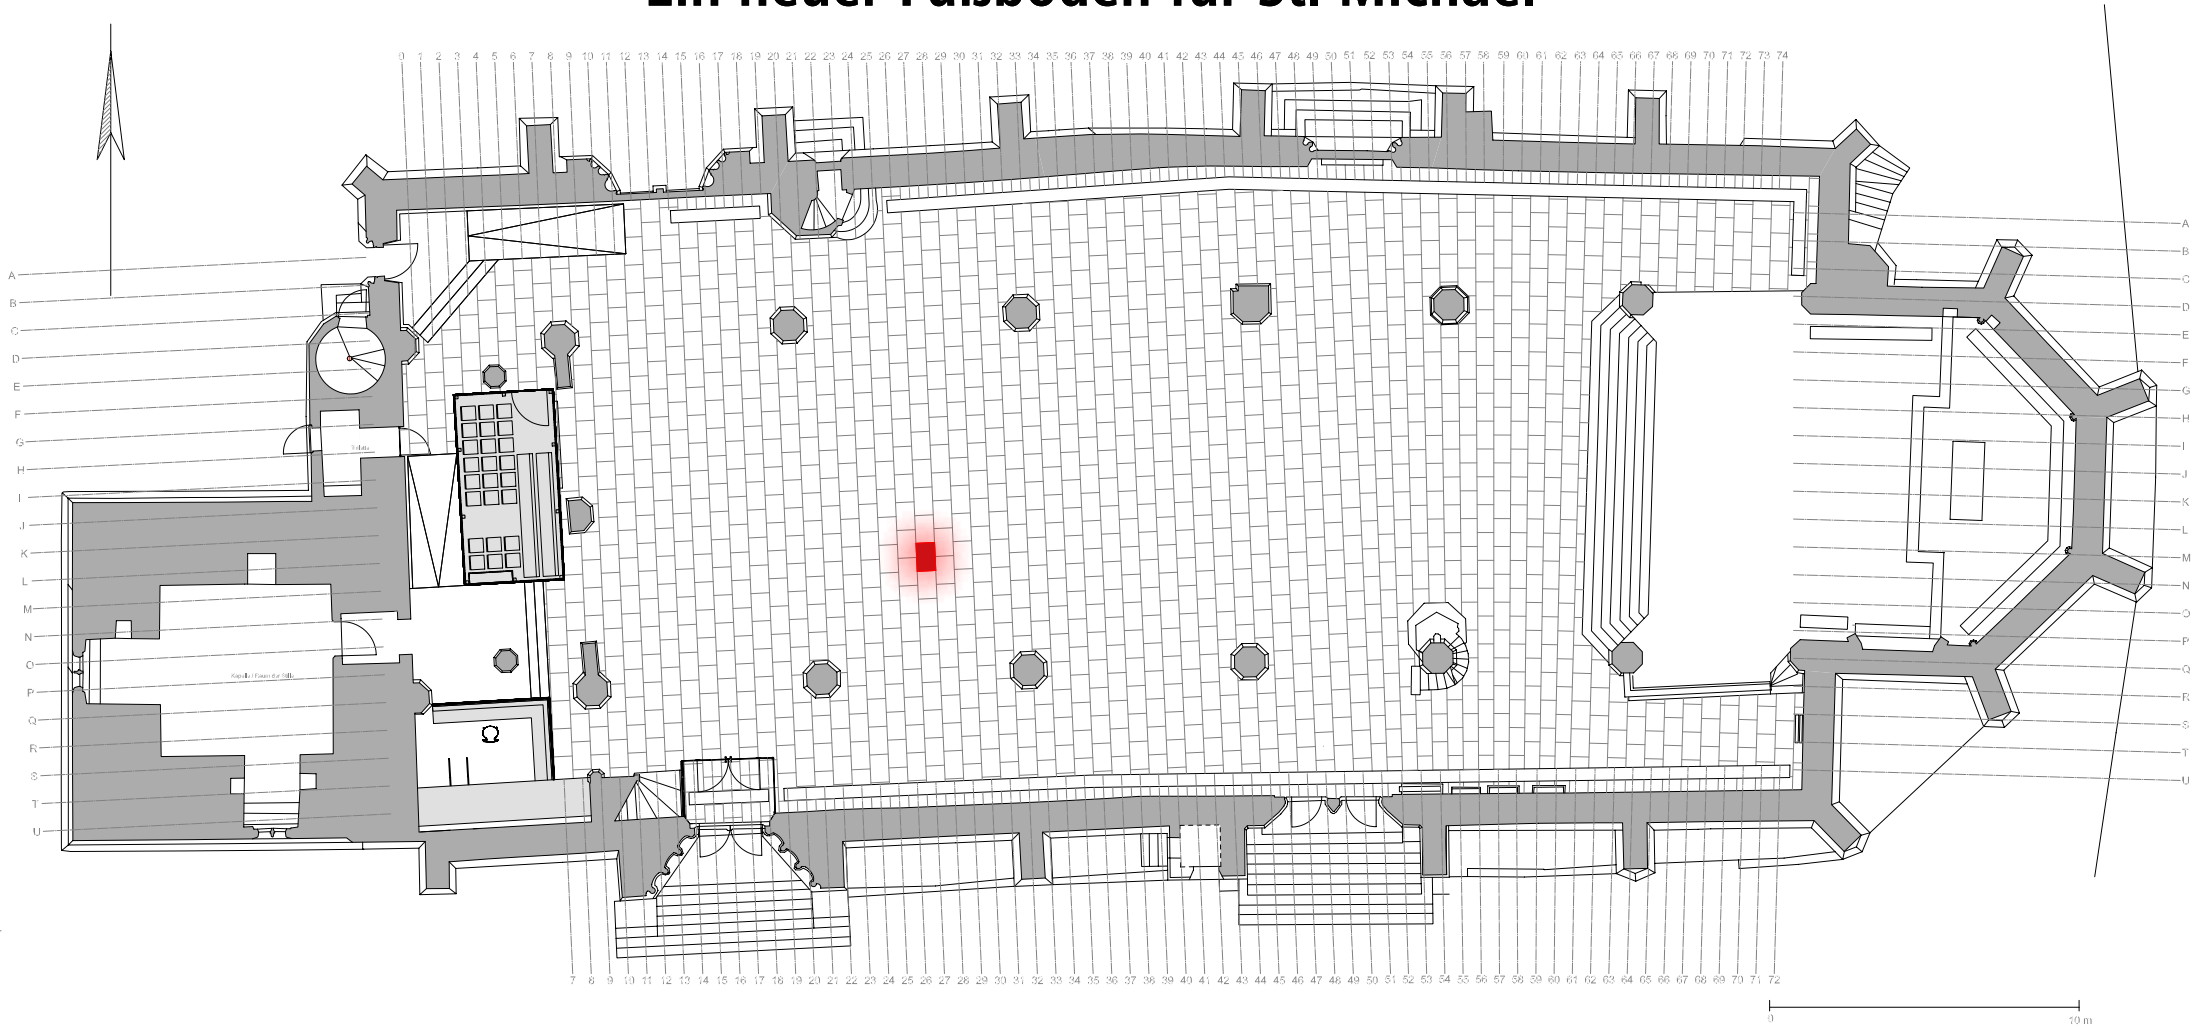 Ein neuer Fußboden für St. Michael
0 1 2 3 4 5 6 7 8 9 10 11 12 13 14 15 16 17 18 19 20 21 22 23 24 25 26 27 28 29 30 31 32 33 34 35 36 37 38 39 40 41 42 43 44 45 46 47 48 49 50 51 52 53 54 55 56 57 58 59 60 61 62 63 64 65 66 67 68 69 70 71 72 73 74
A A
B B
C C
D D
E E
F F
G G
H H
I I
J J
K K
L L
M M
N N
O O
P P
Q Q
R R
S S
T T
U U
Kapelle / Raum der Stille
7 8 9 10 11 12 13 14 15 16 17 18 19 20 21 22 23 24 25 26 27 28 29 30 31 32 33 34 35 36 37 38 39 40 41 42 43 44 45 46 47 48 49 50 51 52 53 54 55 56 57 58 59 60 61 62 63 64 65 66 67 68 69 70 71 72
0 10 m